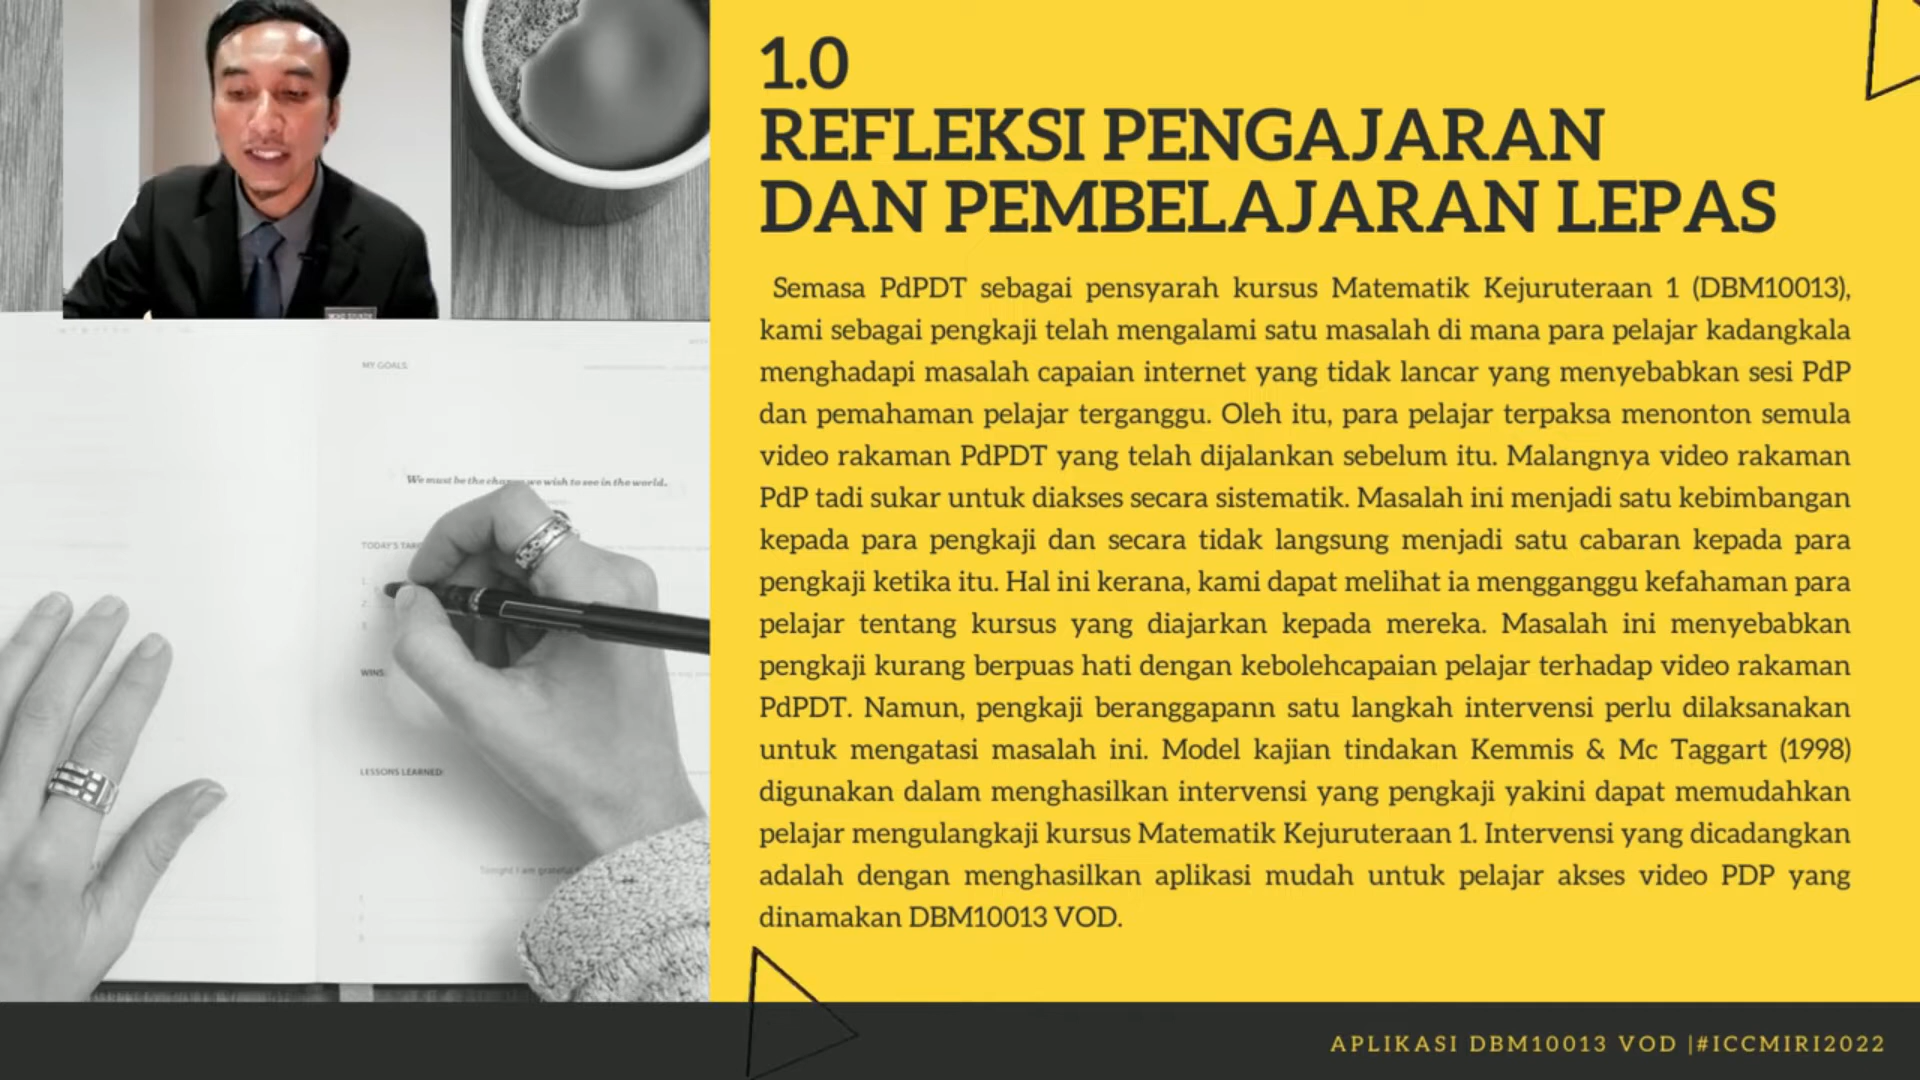 1.0
REFLEKSI PENGAJARAN
DAN PEMBELAJARAN LEPAS
Semasa PdPDT sebagai pensyarah kursus Matematik Kejuruteraan 1 (DBM10013),
kami sebagai pengkaji telah mengalami satu masalah di mana para pelajar kadangkala
menghadapi masalah capaian internet yang tidak lancar yang menyebabkan sesi PdP
dan pemahaman pelajar terganggu. Oleh itu, para pelajar terpaksa menonton semula
video rakaman PdPDT yang telah dijalankan sebelum itu. Malangnya video rakaman
PdP tadi sukar untuk diakses secara sistematik. Masalah ini menjadi satu kebimbangan
kepada para pengkaji dan secara tidak langsung menjadi satu cabaran kepada para
pengkaji ketika itu. Hal ini kerana, kami dapat melihat ia mengganggu kefahaman para
pelajar tentang kursus yang diajarkan kepada mereka. Masalah ini menyebabkan
pengkaji kurang berpuas hati dengan kebolehcapaian pelajar terhadap video rakaman
PdPDT. Namun, pengkaji beranggapann satu langkah intervensi perlu dilaksanakan
untuk mengatasi masalah ini. Model kajian tindakan Kemmis & Mc Taggart (1998)
digunakan dalam menghasilkan intervensi yang pengkaji yakini dapat memudahkan
pelajar mengulangkaji kursus Matematik Kejuruteraan 1. Intervensi yang dicadangkan
adalah dengan menghasilkan aplikasi mudah untuk pelajar akses video PDP yang
dinamakan DBM10013 VOD.
MY GOALS:
We must be the change we wish to see in the world.
TODAY'S
1.
2.
3.
WINS:
LESSONS LEARNED:
Tonight I am grateful
APLIKASI DBM10013 VOD |#ICCMIRI2022